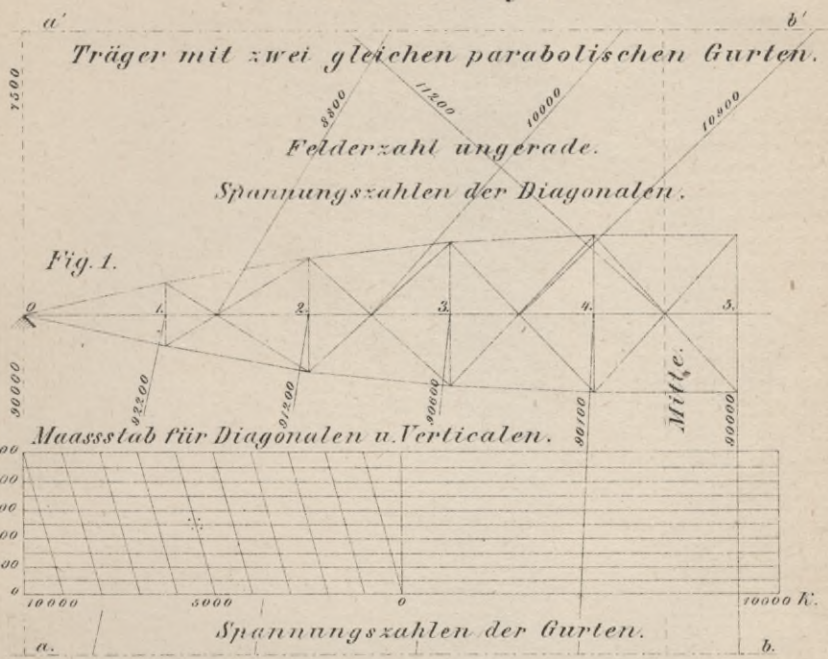 a' b'
Träger mit zwei gleichen parabolischen Gurten.
7500
8800 11200 10000 10800
Felderzahl ungerade.
Spannungszahlen der Diagonalen.
Fig. 1.
0 1. 2. 3. 4. 5.
90000 92200 91200 90600 90100 Mitte. 90000
Maassstab für Diagonalen u. Verticalen.
0
10000 5000 0 10000 K.
Spannungszahlen der Gurten.
a. b.